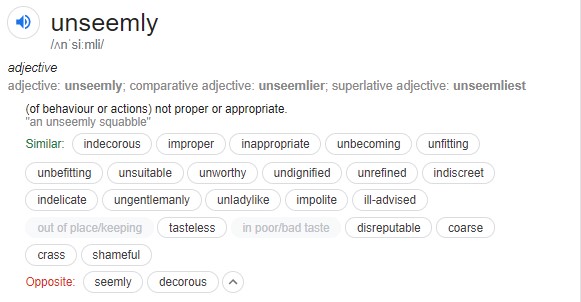 unseemly
/ʌnˈsiːmli/
adjective
adjective: unseemly; comparative adjective: unseemlier; superlative adjective: unseemliest
(of behaviour or actions) not proper or appropriate.
"an unseemly squabble"
Similar: indecorous improper inappropriate unbecoming unfitting
unbefitting unsuitable unworthy undignified unrefined indiscreet
indelicate ungentlemanly unladylike impolite ill-advised
out of place/keeping tasteless in poor/bad taste disreputable coarse
crass shameful
Opposite: seemly decorous